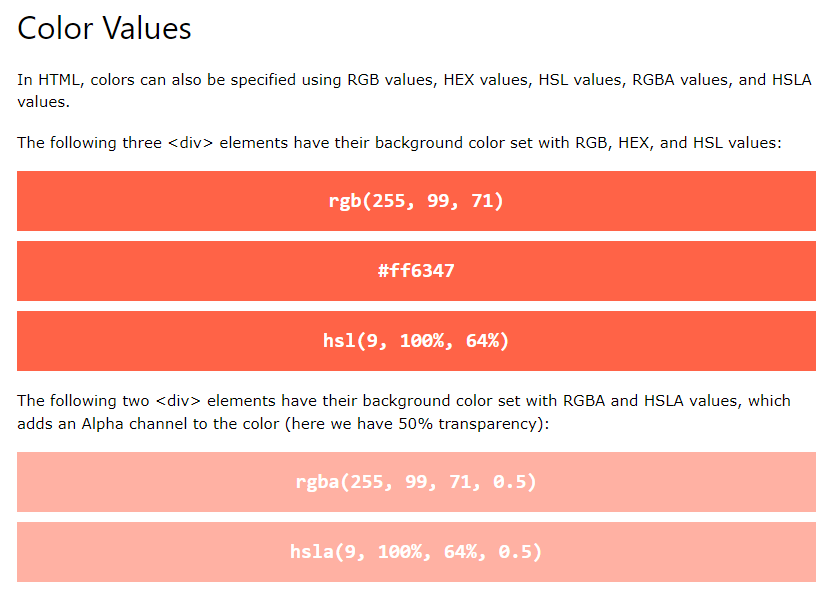 Color Values
In HTML, colors can also be specified using RGB values, HEX values, HSL values, RGBA values, and HSLA
values.
The following three <div> elements have their background color set with RGB, HEX, and HSL values:
rgb(255, 99, 71)
#ff6347
hsl(9, 100%, 64%)
The following two <div> elements have their background color set with RGBA and HSLA values, which
adds an Alpha channel to the color (here we have 50% transparency):
rgba(255, 99, 71, 0.5)
hsla(9, 100%, 64%, 0.5)